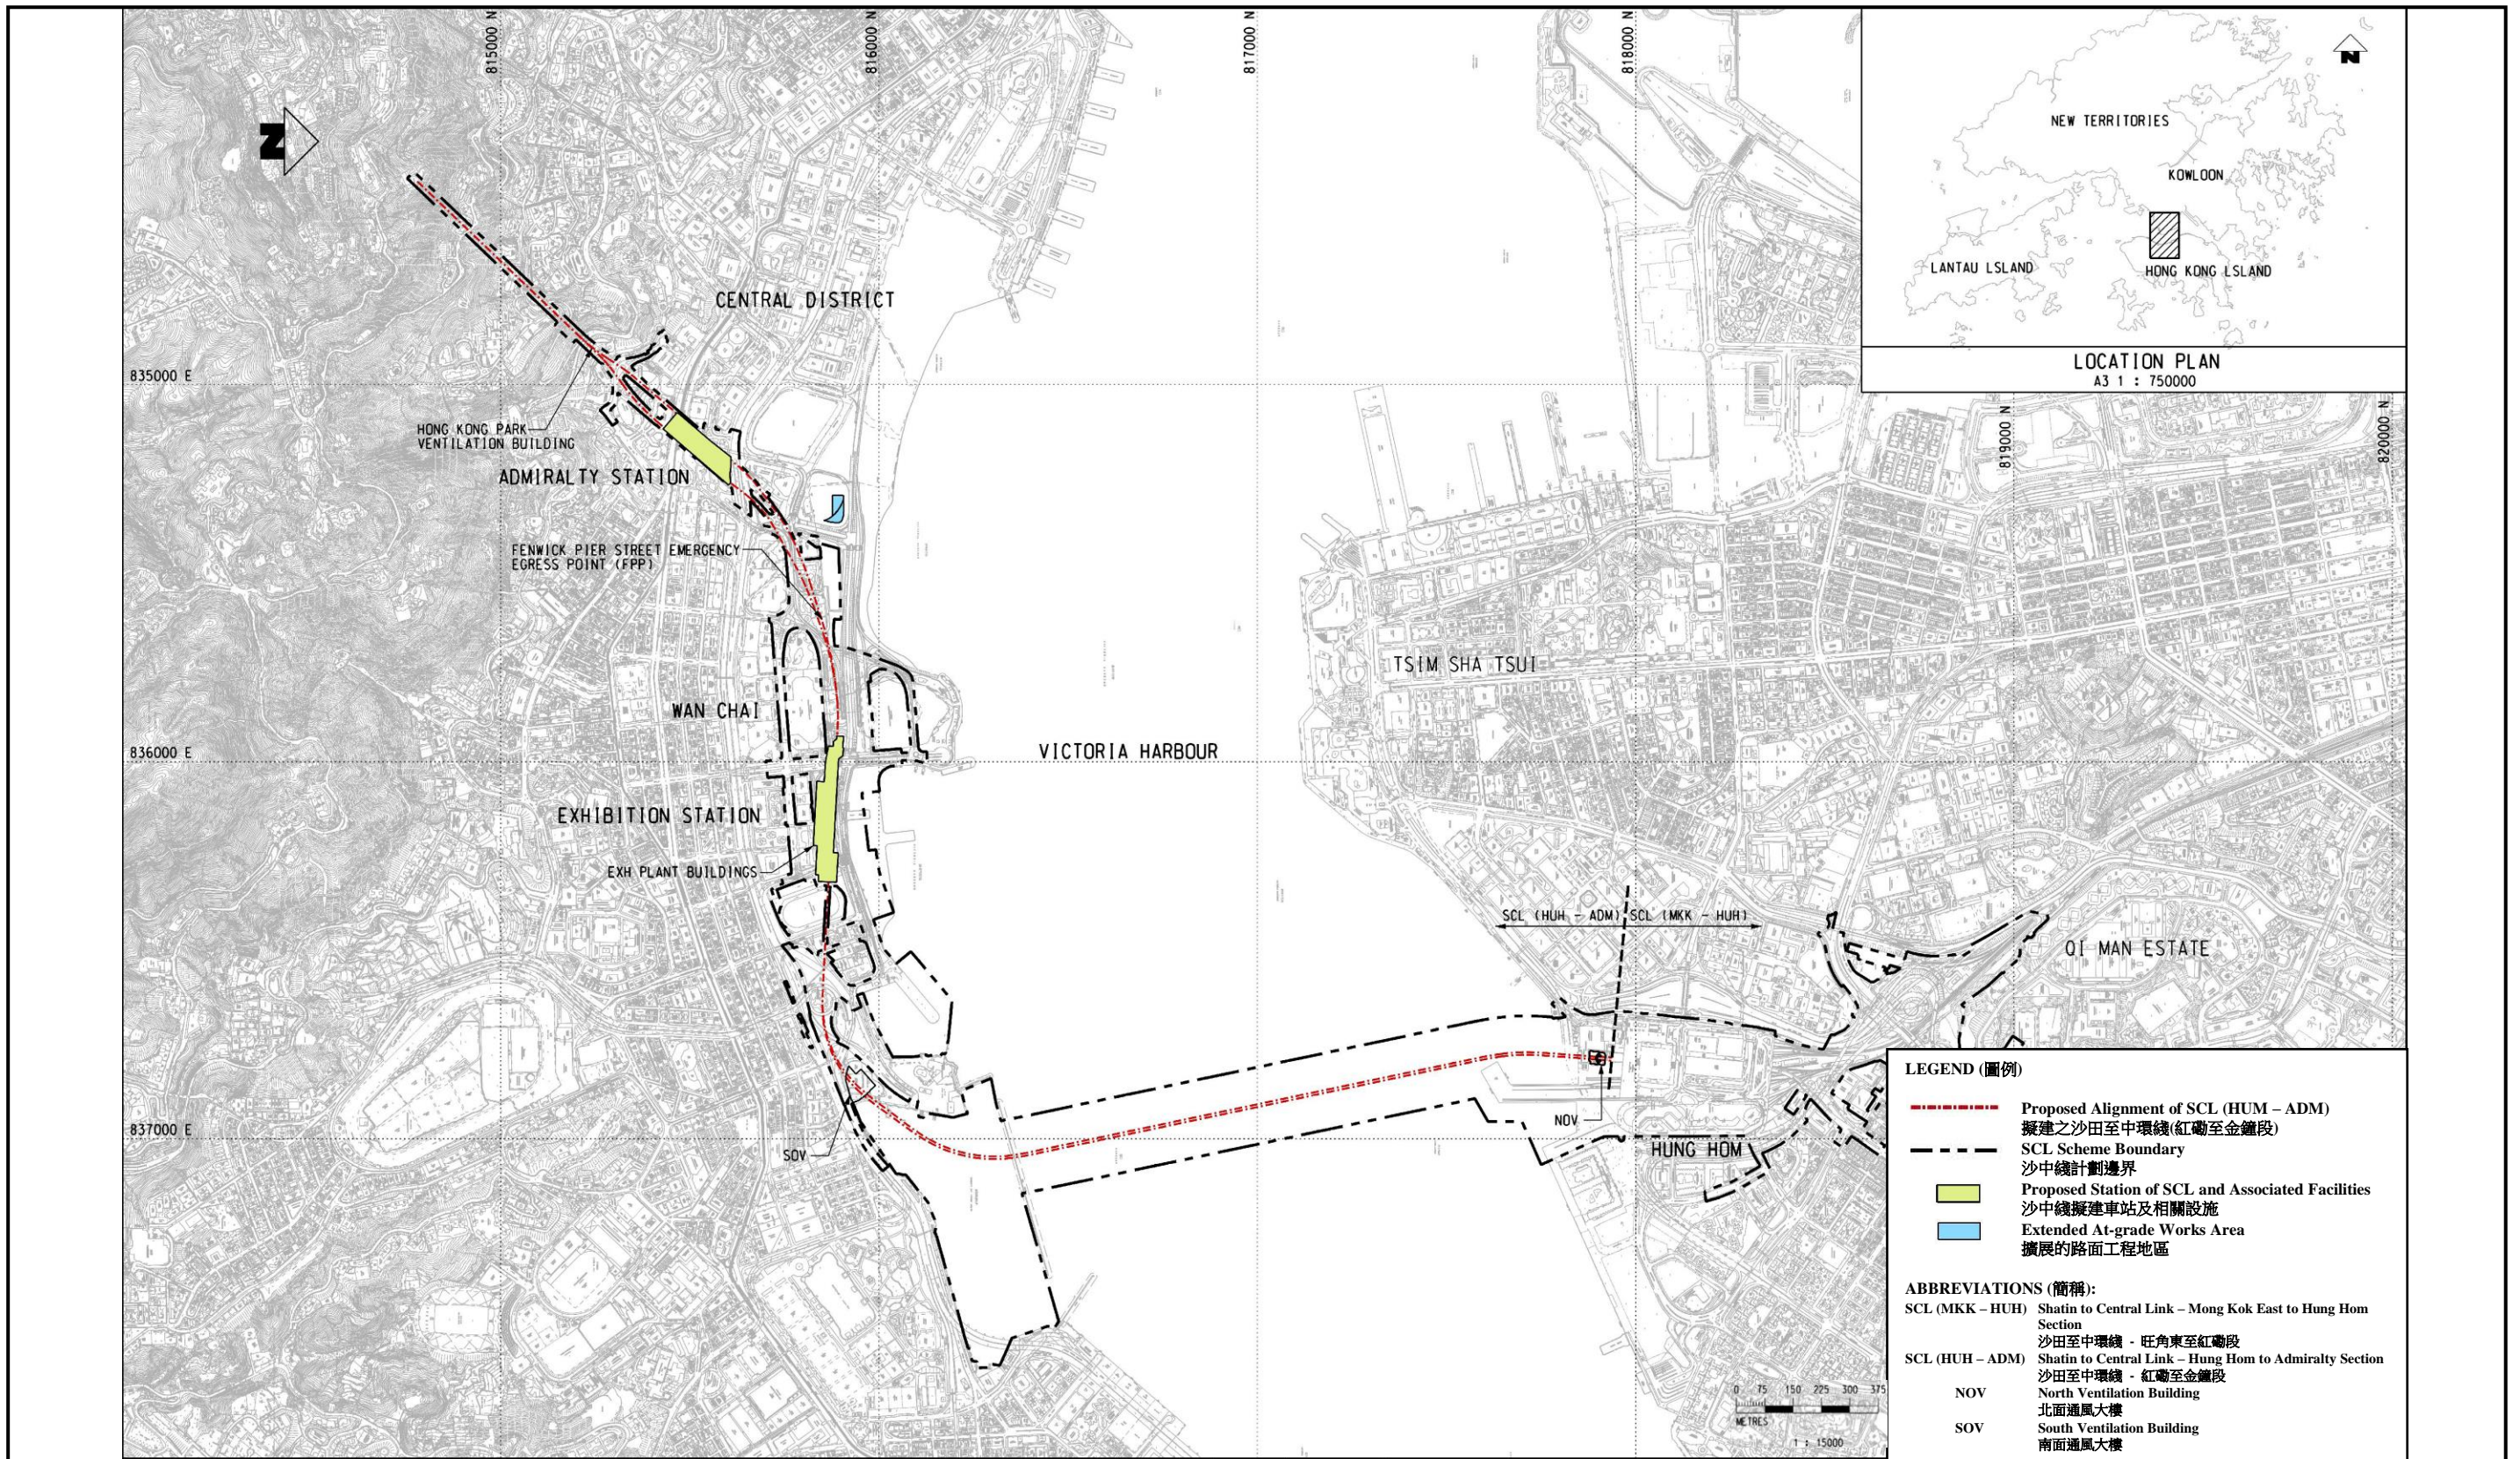 815000 N
816000 N
817000 N
818000 N
819000 N
820000 N
N
N
NEW TERRITORIES
KOWLOON
LANTAU LSLAND
HONG KONG LSLAND
LOCATION PLAN
A3 1 : 750000
CENTRAL DISTRICT
835000 E
HONG KONG PARK
VENTILATION BUILDING
ADMIRALTY STATION
FENWICK PIER STREET EMERGENCY
EGRESS POINT (FPP)
TSIM SHA TSUI
WAN CHAI
836000 E
VICTORIA HARBOUR
EXHIBITION STATION
EXH PLANT BUILDINGS
SCL (HUH - ADM) SCL (MKK - HUH)
QI MAN ESTATE
837000 E
SOV
NOV
HUNG HOM
LEGEND (圖例)
Proposed Alignment of SCL (HUM – ADM)
擬建之沙田至中環綫(紅磡至金鐘段)
SCL Scheme Boundary
沙中綫計劃邊界
Proposed Station of SCL and Associated Facilities
沙中綫擬建車站及相關設施
Extended At-grade Works Area
擴展的路面工程地區
ABBREVIATIONS (簡稱):
SCL (MKK – HUH) Shatin to Central Link – Mong Kok East to Hung Hom
Section
沙田至中環綫 - 旺角東至紅磡段
SCL (HUH – ADM) Shatin to Central Link – Hung Hom to Admiralty Section
沙田至中環綫 - 紅磡至金鐘段
NOV North Ventilation Building
北面通風大樓
SOV South Ventilation Building
南面通風大樓
0 75 150 225 300 375
METRES
1 : 15000